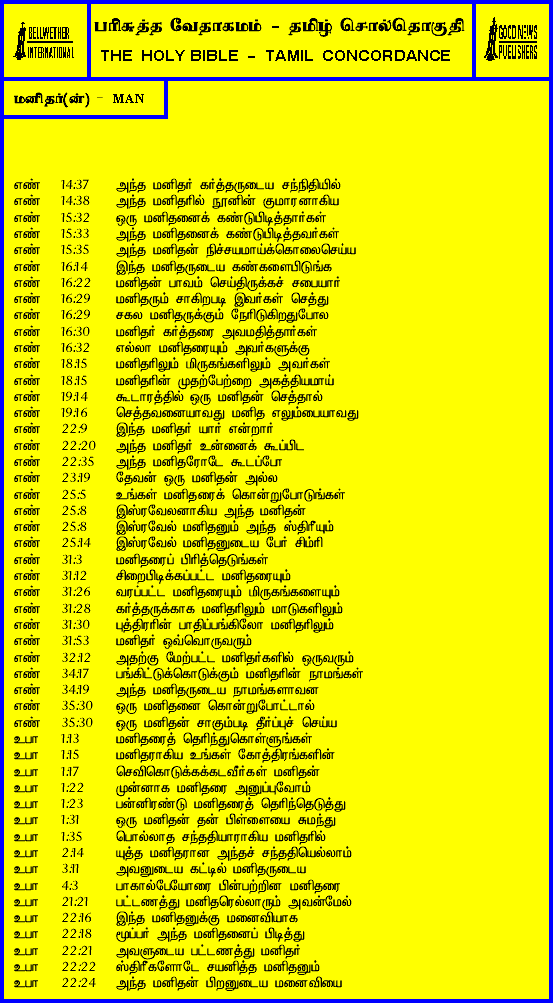 BELLWETHER
INTERNATIONAL
பரிசுத்த வேதாகமம் - தமிழ் சொல்தொகுதி
THE HOLY BIBLE - TAMIL CONCORDANCE
GOOD NEWS
PUBLISHERS
மனிதர்(ன்) - MAN
எண் 14:37 அந்த மனிதர் கர்த்தருடைய சந்நிதியில்
எண் 14:38 அந்த மனிதரில் நூனின் குமாரனாகிய
எண் 15:32 ஒரு மனிதனைக் கண்டுபிடித்தார்கள்
எண் 15:33 அந்த மனிதனைக் கண்டுபிடித்தவர்கள்
எண் 15:35 அந்த மனிதன் நிச்சயமாய்க்கொலைசெய்ய
எண் 16:14 இந்த மனிதருடைய கண்களைபிடுங்க
எண் 16:22 மனிதன் பாவம் செய்திருக்கச் சபையார்
எண் 16:29 மனிதரும் சாகிறபடி இவர்கள் செத்து
எண் 16:29 சகல மனிதருக்கும் நேரிடுகிறதுபோல
எண் 16:30 மனிதர் கர்த்தரை அவமதித்தார்கள்
எண் 16:32 எல்லா மனிதரையும் அவர்களுக்கு
எண் 18:15 மனிதரிலும் மிருகங்களிலும் அவர்கள்
எண் 18:15 மனிதரின் முதற்பேற்றை அகத்தியமாய்
எண் 19:14 கூடாரத்தில் ஒரு மனிதன் செத்தால்
எண் 19:16 செத்தவனையாவது மனித எலும்பையாவது
எண் 22:9 இந்த மனிதர் யார் என்றார்
எண் 22:20 அந்த மனிதர் உன்னைக் கூப்பிட
எண் 22:35 அந்த மனிதரோடே கூடப்போ
எண் 23:19 தேவன் ஒரு மனிதன் அல்ல
எண் 25:5 உங்கள் மனிதரைக் கொன்றுபோடுங்கள்
எண் 25:8 இஸ்ரவேலனாகிய அந்த மனிதன்
எண் 25:8 இஸ்ரவேல் மனிதனும் அந்த ஸ்திரீயும்
எண் 25:14 இஸ்ரவேல் மனிதனுடைய பேர் சிம்ரி
எண் 31:3 மனிதரைப் பிரித்தெடுங்கள்
எண் 31:12 சிறைபிடிக்கப்பட்ட மனிதரையும்
எண் 31:26 வரப்பட்ட மனிதரையும் மிருகங்களையும்
எண் 31:28 கர்த்தருக்காக மனிதரிலும் மாடுகளிலும்
எண் 31:30 புத்திரரின் பாதிப்பங்கிலோ மனிதரிலும்
எண் 31:53 மனிதர் ஒவ்வொருவரும்
எண் 32:12 அதற்கு மேற்பட்ட மனிதர்களில் ஒருவரும்
எண் 34:17 பங்கிட்டுக்கொடுக்கும் மனிதரின் நாமங்கள்
எண் 34:19 அந்த மனிதருடைய நாமங்களாவன
எண் 35:30 ஒரு மனிதனை கொன்றுபோட்டால்
எண் 35:30 ஒரு மனிதன் சாகும்படி தீர்ப்புச் செய்ய
உபா 1:13 மனிதரைத் தெரிந்துகொள்ளுங்கள்
உபா 1:15 மனிதராகிய உங்கள் கோத்திரங்களின்
உபா 1:17 செவிகொடுக்கக்கடவீர்கள் மனிதன்
உபா 1:22 முன்னாக மனிதரை அனுப்புவோம்
உபா 1:23 பன்னிரண்டு மனிதரைத் தெரிந்தெடுத்து
உபா 1:31 ஒரு மனிதன் தன் பிள்ளையை சுமந்து
உபா 1:35 பொல்லாத சந்ததியாராகிய மனிதரில்
உபா 2:14 யுத்த மனிதரான அந்தச் சந்ததியெல்லாம்
உபா 3:11 அவனுடைய கட்டில் மனிதருடைய
உபா 4:3 பாகால்பேயோரை பின்பற்றின மனிதரை
உபா 21:21 பட்டணத்து மனிதரெல்லாரும் அவன்மேல்
உபா 22:16 இந்த மனிதனுக்கு மனைவியாக
உபா 22:18 மூப்பர் அந்த மனிதனைப் பிடித்து
உபா 22:21 அவளுடைய பட்டணத்து மனிதர்
உபா 22:22 ஸ்திரீகளோடே சயனித்த மனிதனும்
உபா 22:24 அந்த மனிதன் பிறனுடைய மனைவியை